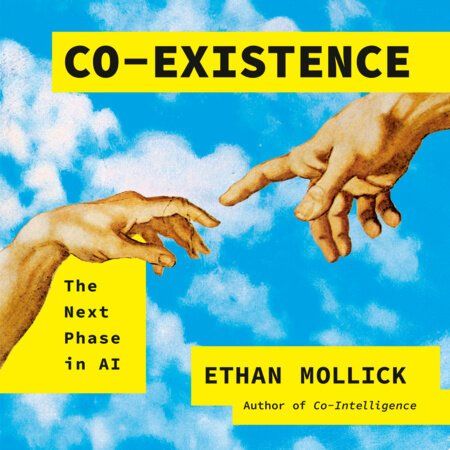 CO–EXISTENCE
The
Next
Phase
in AI
ETHAN MOLLICK
Author of Co-Intelligence